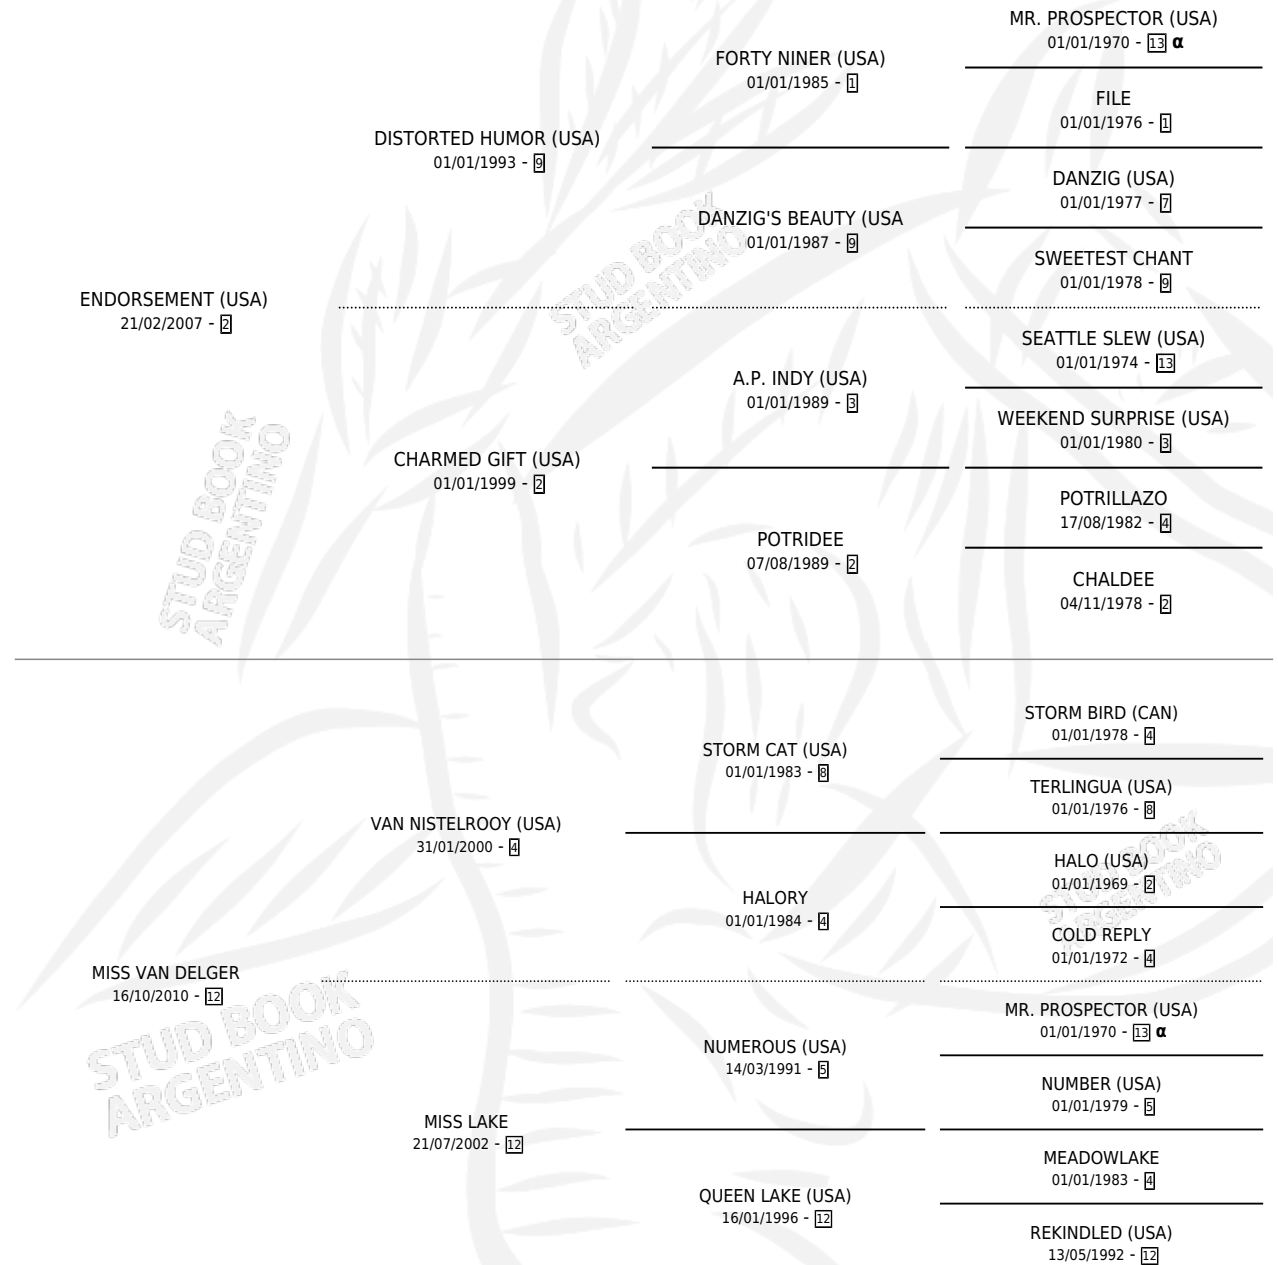 MR. PROSPECTOR (USA)
01/01/1970 - 13 α
FORTY NINER (USA)
01/01/1985 - 1
FILE
01/01/1976 - 1
DISTORTED HUMOR (USA)
01/01/1993 - 9
DANZIG (USA)
01/01/1977 - 7
DANZIG'S BEAUTY (USA
01/01/1987 - 9
SWEETEST CHANT
01/01/1978 - 9
ENDORSEMENT (USA)
21/02/2007 - 2
SEATTLE SLEW (USA)
01/01/1974 - 13
A.P. INDY (USA)
01/01/1989 - 3
WEEKEND SURPRISE (USA)
01/01/1980 - 3
CHARMED GIFT (USA)
01/01/1999 - 2
POTRILLAZO
17/08/1982 - 4
POTRIDEE
07/08/1989 - 2
CHALDEE
04/11/1978 - 2
STORM BIRD (CAN)
01/01/1978 - 4
STORM CAT (USA)
01/01/1983 - 8
TERLINGUA (USA)
01/01/1976 - 8
VAN NISTELROOY (USA)
31/01/2000 - 4
HALO (USA)
01/01/1969 - 2
HALORY
01/01/1984 - 4
COLD REPLY
01/01/1972 - 4
MISS VAN DELGER
16/10/2010 - 12
MR. PROSPECTOR (USA)
01/01/1970 - 13 α
NUMEROUS (USA)
14/03/1991 - 5
NUMBER (USA)
01/01/1979 - 5
MISS LAKE
21/07/2002 - 12
MEADOWLAKE
01/01/1983 - 4
QUEEN LAKE (USA)
16/01/1996 - 12
REKINDLED (USA)
13/05/1992 - 12
STUD BOOK
ARGENTINO
STUD BOOK
ARGENTINO
STUD BOOK
ARGENTINO
STUD BOOK
ARGENTINO